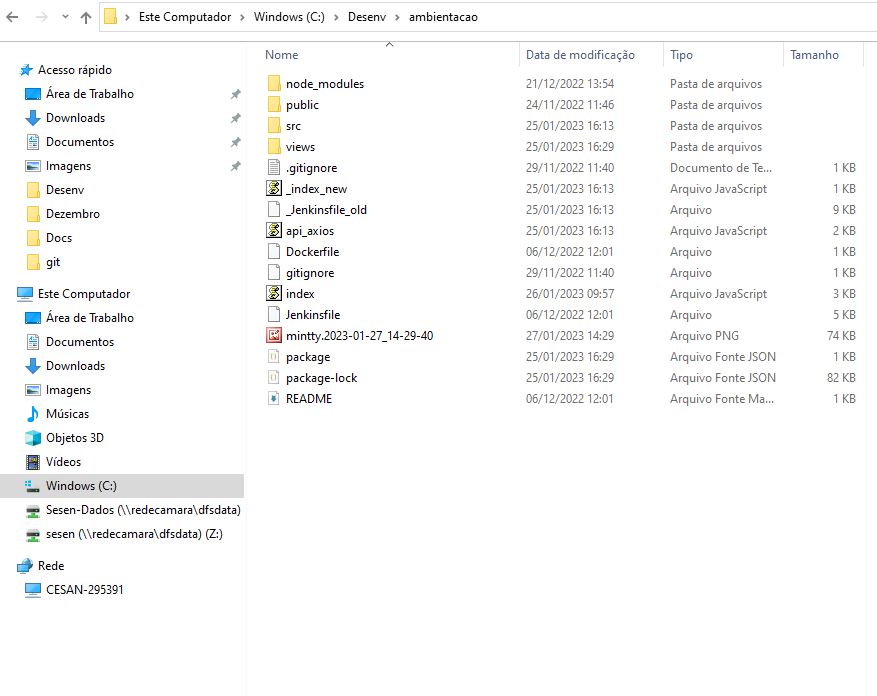 Este Computador > Windows (C:) > Desenv > ambientacao
Acesso rápido
Área de Trabalho
Downloads
Documentos
Imagens
Desenv
Dezembro
Docs
git
Este Computador
Área de Trabalho
Documentos
Downloads
Imagens
Músicas
Objetos 3D
Vídeos
Windows (C:)
Sesen-Dados (\\redecamara\dfsdata)
sesen (\\redecamara\dfsdata) (Z:)
Rede
CESAN-295391
Nome Data de modificação Tipo Tamanho
node_modules 21/12/2022 13:54 Pasta de arquivos
public 24/11/2022 11:46 Pasta de arquivos
src 25/01/2023 16:13 Pasta de arquivos
views 25/01/2023 16:29 Pasta de arquivos
.gitignore 29/11/2022 11:40 Documento de Te... 1 KB
_index_new 25/01/2023 16:13 Arquivo JavaScript 1 KB
_Jenkinsfile_old 25/01/2023 16:13 Arquivo 9 KB
api_axios 25/01/2023 16:13 Arquivo JavaScript 2 KB
Dockerfile 06/12/2022 12:01 Arquivo 1 KB
gitignore 29/11/2022 11:40 Arquivo 1 KB
index 26/01/2023 09:57 Arquivo JavaScript 3 KB
Jenkinsfile 06/12/2022 12:01 Arquivo 5 KB
mintty.2023-01-27_14-29-40 27/01/2023 14:29 Arquivo PNG 74 KB
package 25/01/2023 16:29 Arquivo Fonte JSON 1 KB
package-lock 25/01/2023 16:29 Arquivo Fonte JSON 82 KB
README 06/12/2022 12:01 Arquivo Fonte Ma... 1 KB